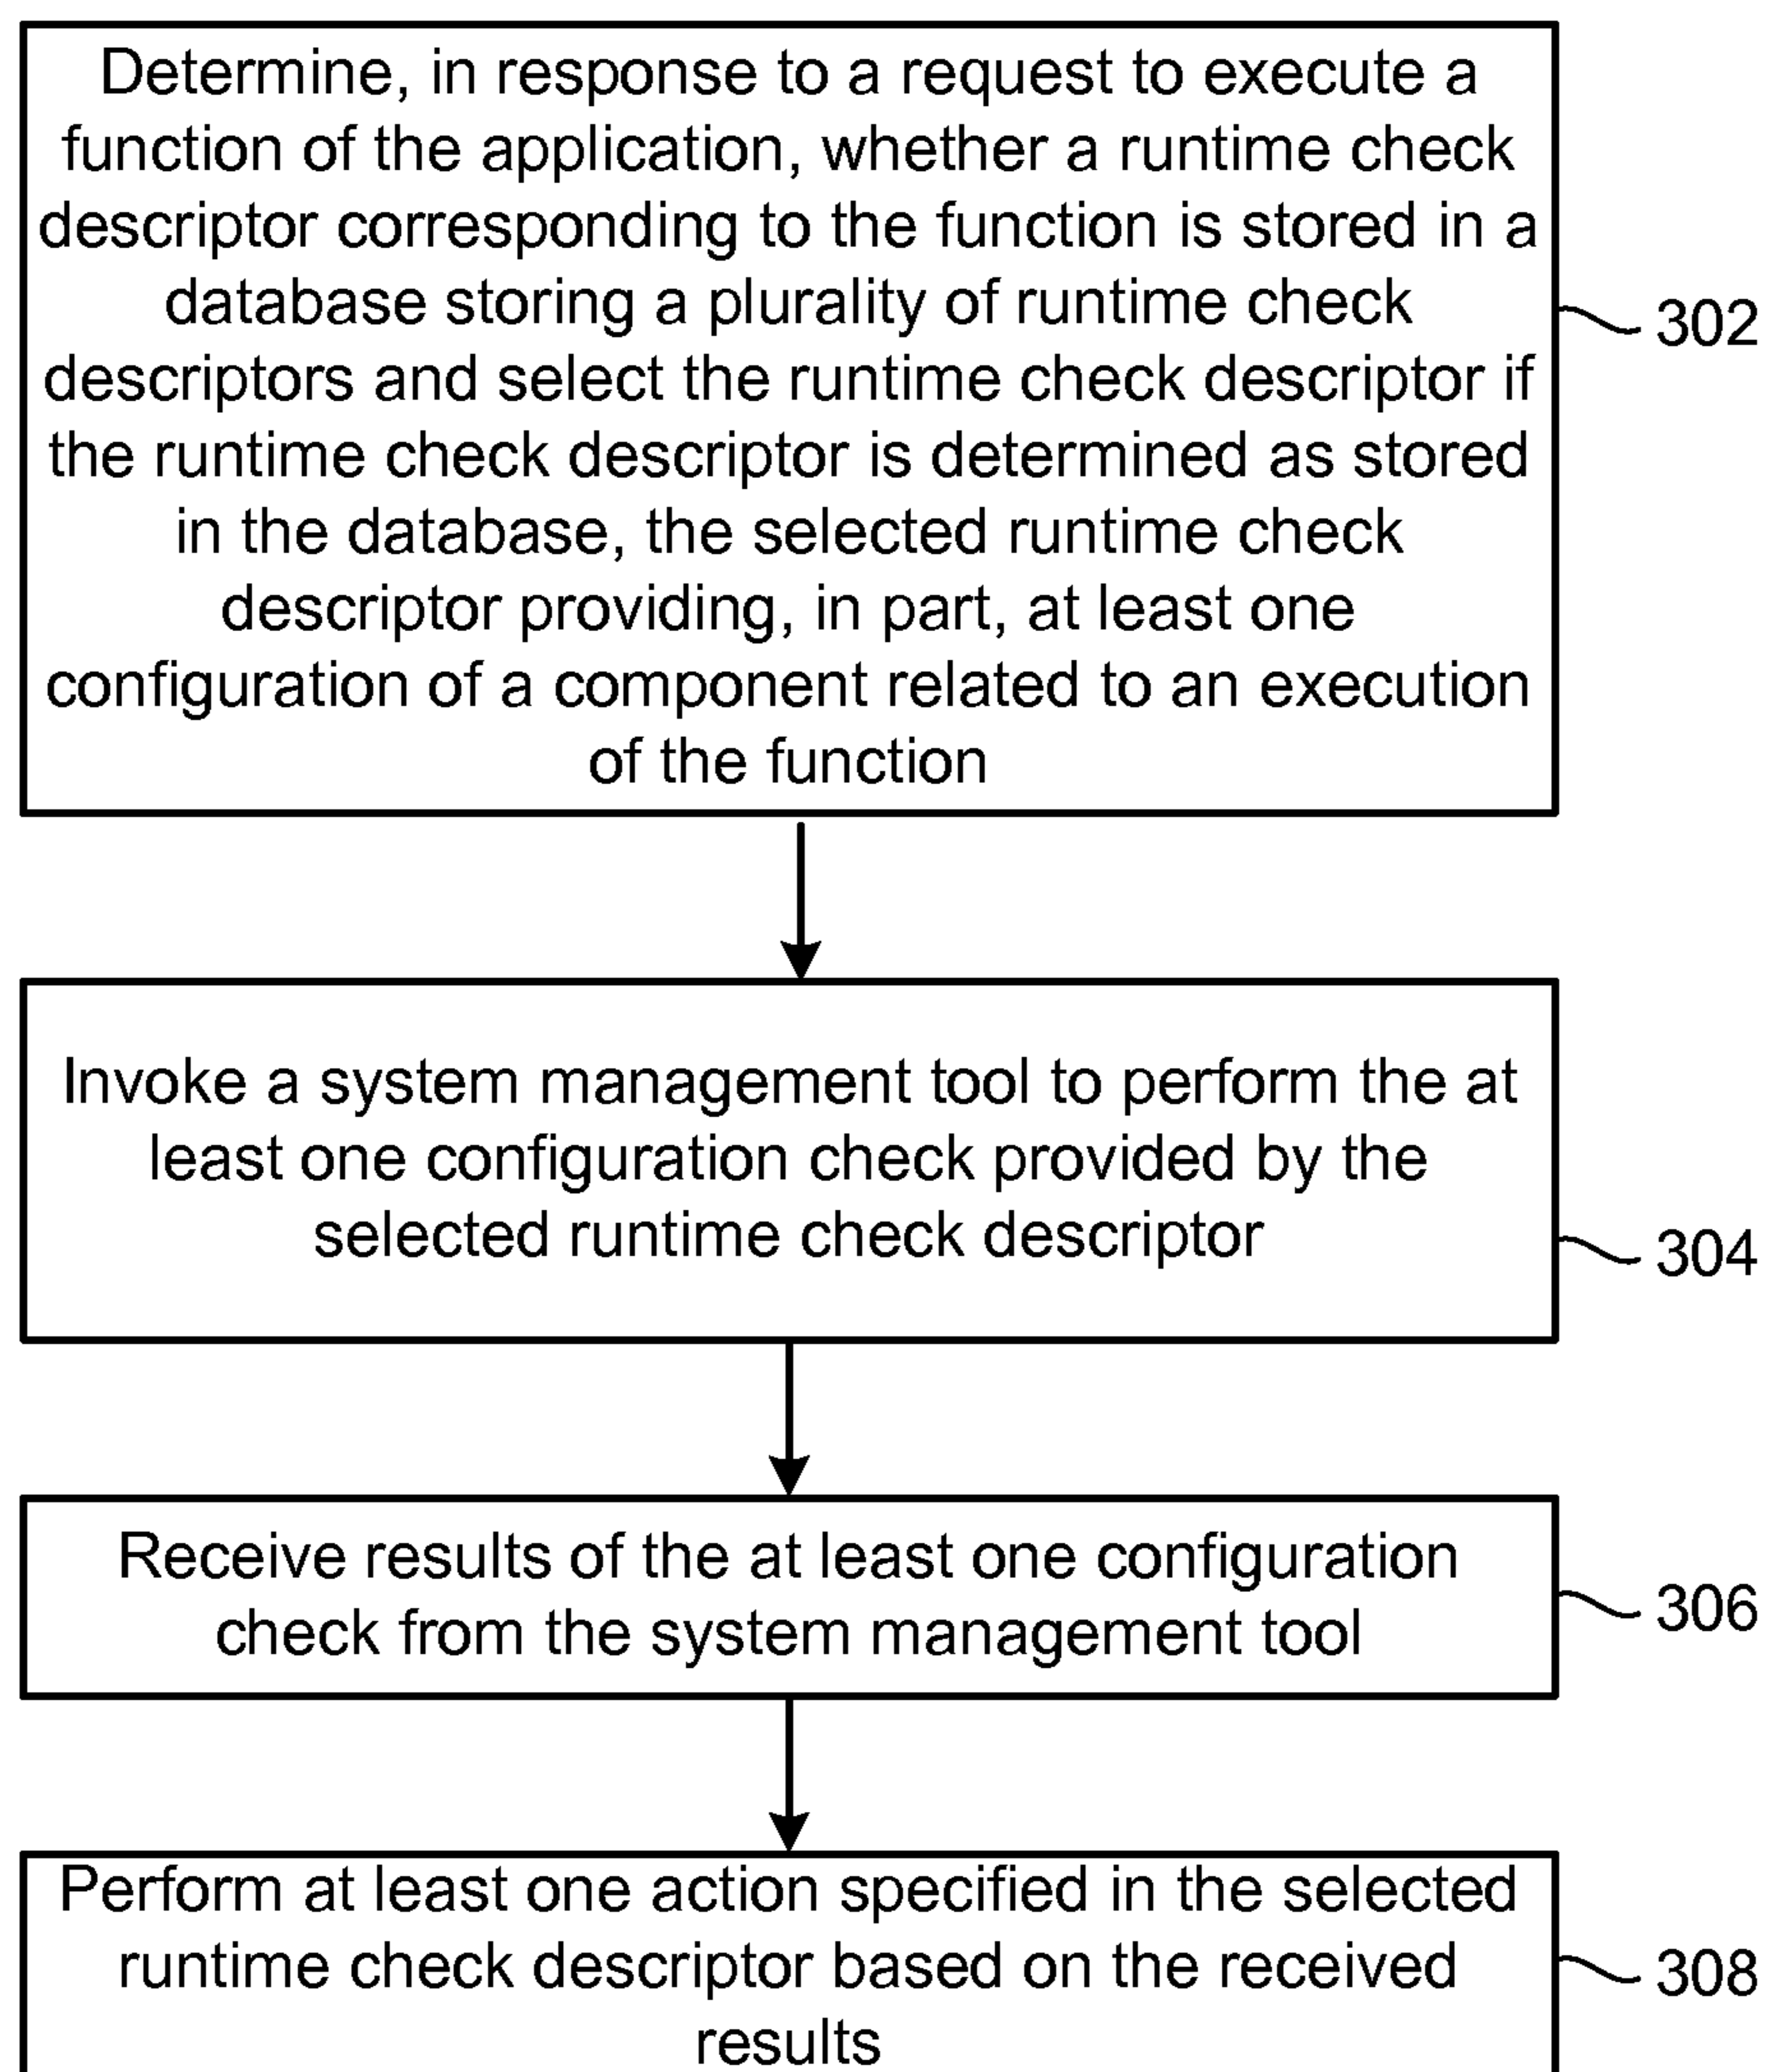 Determine, in response to a request to execute a
function of the application, whether a runtime check
descriptor corresponding to the function is stored in a
database storing a plurality of runtime check
descriptors and select the runtime check descriptor if
the runtime check descriptor is determined as stored
in the database, the selected runtime check
descriptor providing, in part, at least one
configuration of a component related to an execution
of the function
302
Invoke a system management tool to perform the at
least one configuration check provided by the
selected runtime check descriptor
304
Receive results of the at least one configuration
check from the system management tool
306
Perform at least one action specified in the selected
runtime check descriptor based on the received
results
308